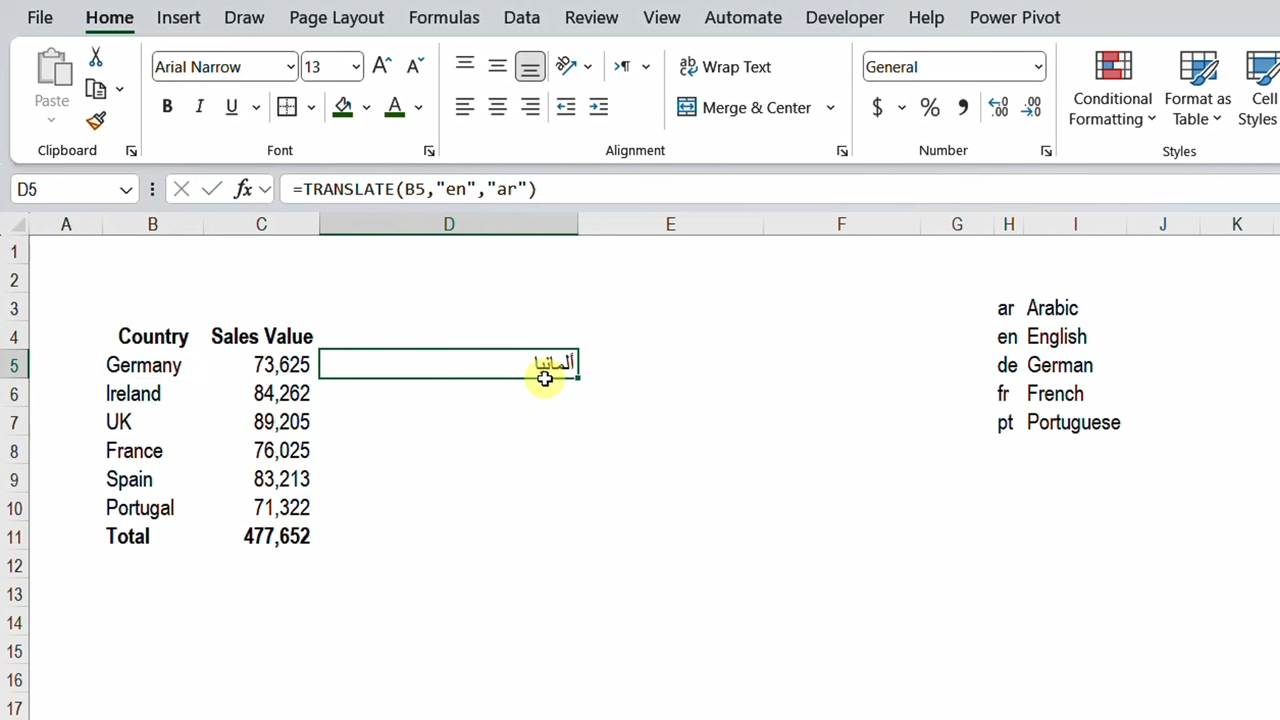 File Home Insert Draw Page Layout Formulas Data Review View Automate Developer Help Power Pivot
Arial Narrow 13 Wrap Text General
Paste Merge & Center $ % Conditional Formatting Format as Table Cell Styles
Clipboard Font Alignment Number Styles
D5 fx =TRANSLATE(B5,"en","ar")
A B C D E F G H I J K
1
2
3 ar Arabic
4 Country Sales Value en English
5 Germany 73,625 ألمانيا de German
6 Ireland 84,262 fr French
7 UK 89,205 pt Portuguese
8 France 76,025
9 Spain 83,213
10 Portugal 71,322
11 Total 477,652
12
13
14
15
16
17